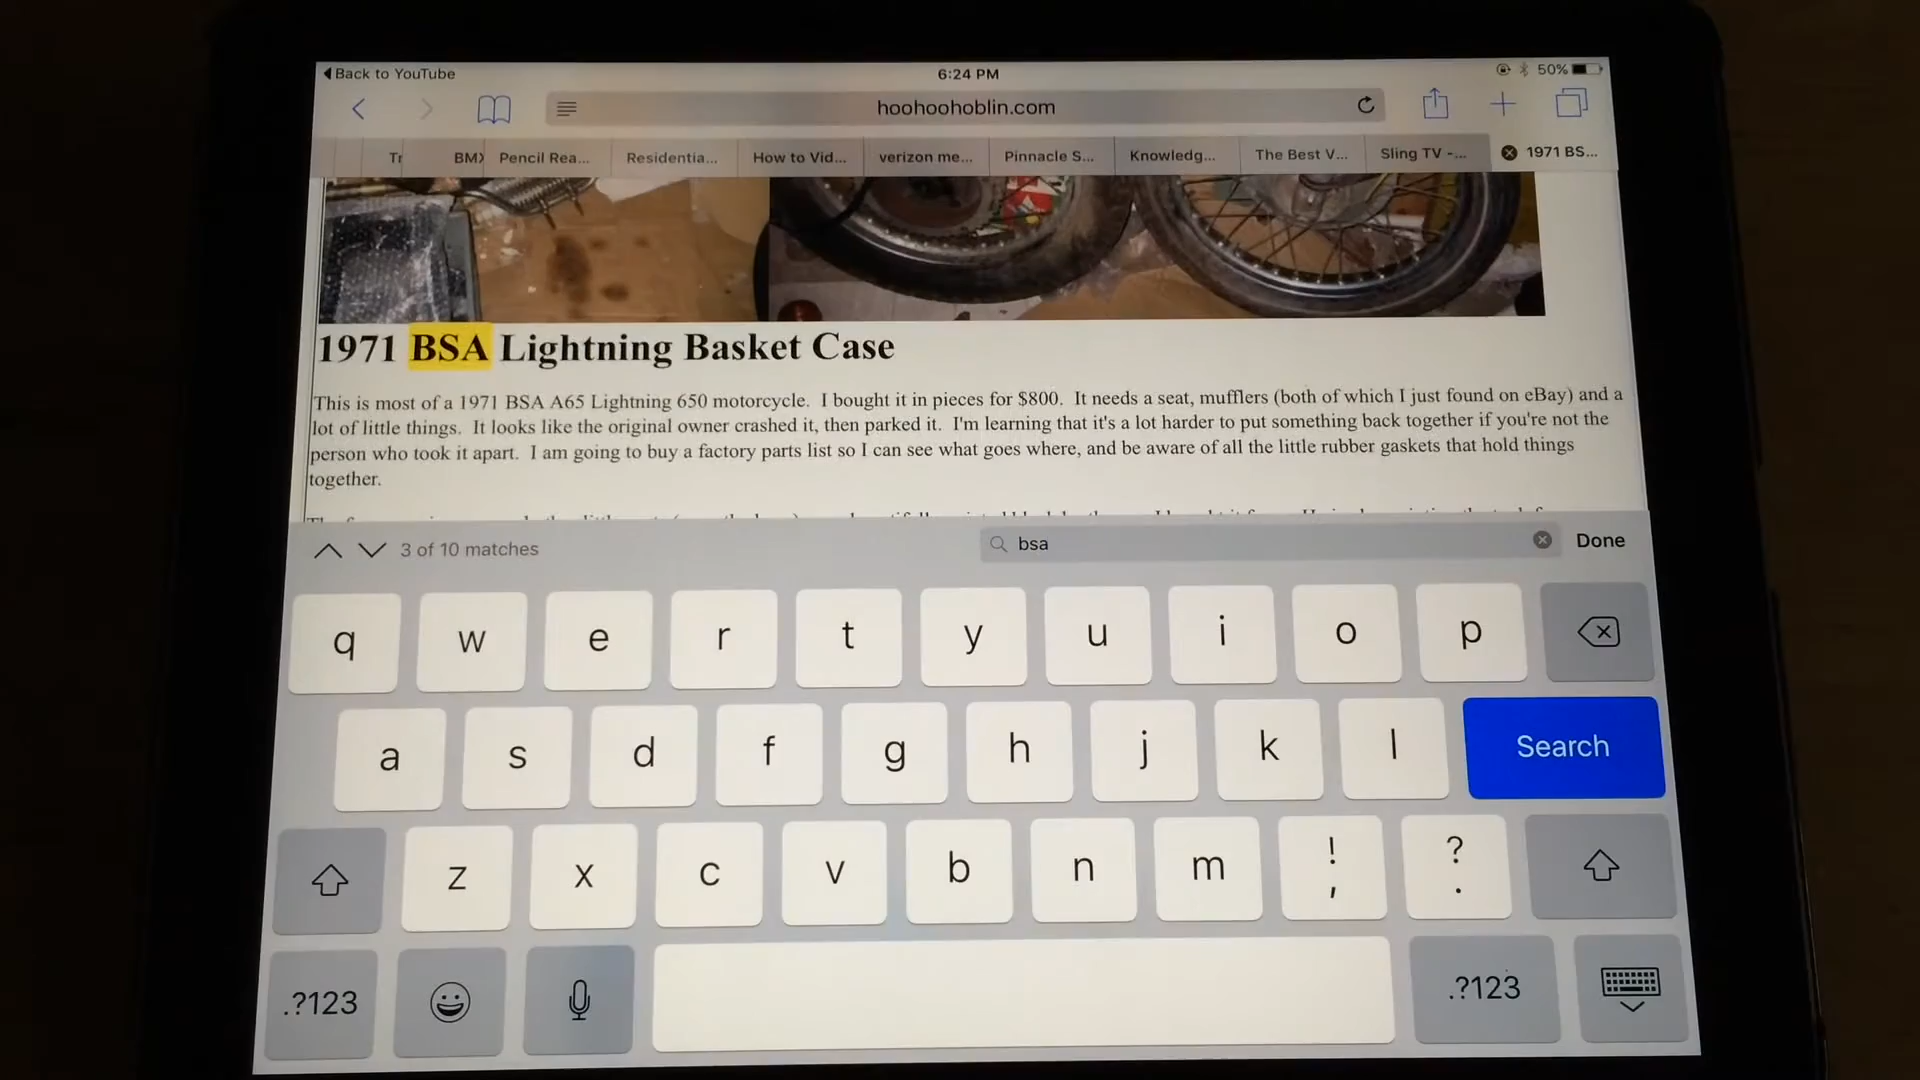 Back to YouTube
6:24 PM
50%
hoohoohoblin.com
Tr
BMX
Pencil Rea...
Residentia...
How to Vid...
verizon me...
Pinnacle S...
Knowledg...
The Best V...
Sling TV -...
1971 BS...
1971 BSA Lightning Basket Case
This is most of a 1971 BSA A65 Lightning 650 motorcycle. I bought it in pieces for $800. It needs a seat, mufflers (both of which I just found on eBay) and a
lot of little things. It looks like the original owner crashed it, then parked it. I'm learning that it's a lot harder to put something back together if you're not the
person who took it apart. I am going to buy a factory parts list so I can see what goes where, and be aware of all the little rubber gaskets that hold things
together.
3 of 10 matches
bsa
Done
q w e r t y u i o p
a s d f g h j k l Search
z x c v b n m ! , ? .
.?123 .?123